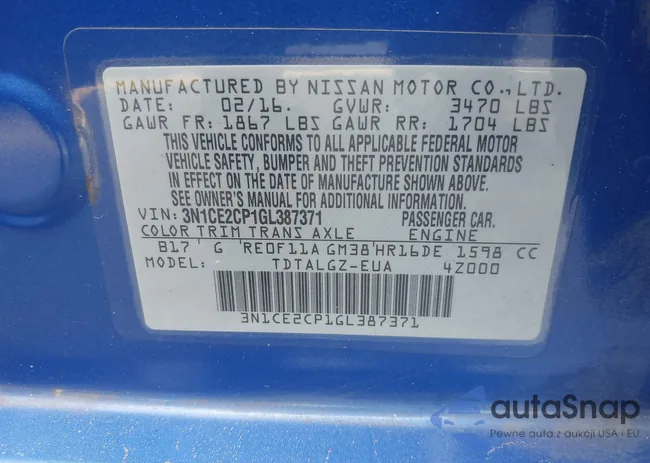 MANUFACTURED BY NISSAN MOTOR CO., LTD.
DATE: 02/16. GVWR: 3470 LBS
GAWR FR: 1867 LBS GAWR RR: 1704 LBS
THIS VEHICLE CONFORMS TO ALL APPLICABLE FEDERAL MOTOR
VEHICLE SAFETY, BUMPER AND THEFT PREVENTION STANDARDS
IN EFFECT ON THE DATE OF MANUFACTURE SHOWN ABOVE.
SEE OWNER'S MANUAL FOR ADDITIONAL INFORMATION.
VIN: 3N1CE2CP1GL387371 PASSENGER CAR.
COLOR TRIM TRANS AXLE ENGINE
B17 G RE0F11A GM38 HR16DE 1598 CC
MODEL: TDTALGZ-EUA 4Z000
3N1CE2CP1GL387371
autoSnap
Pewne auta z aukcji USA i EU